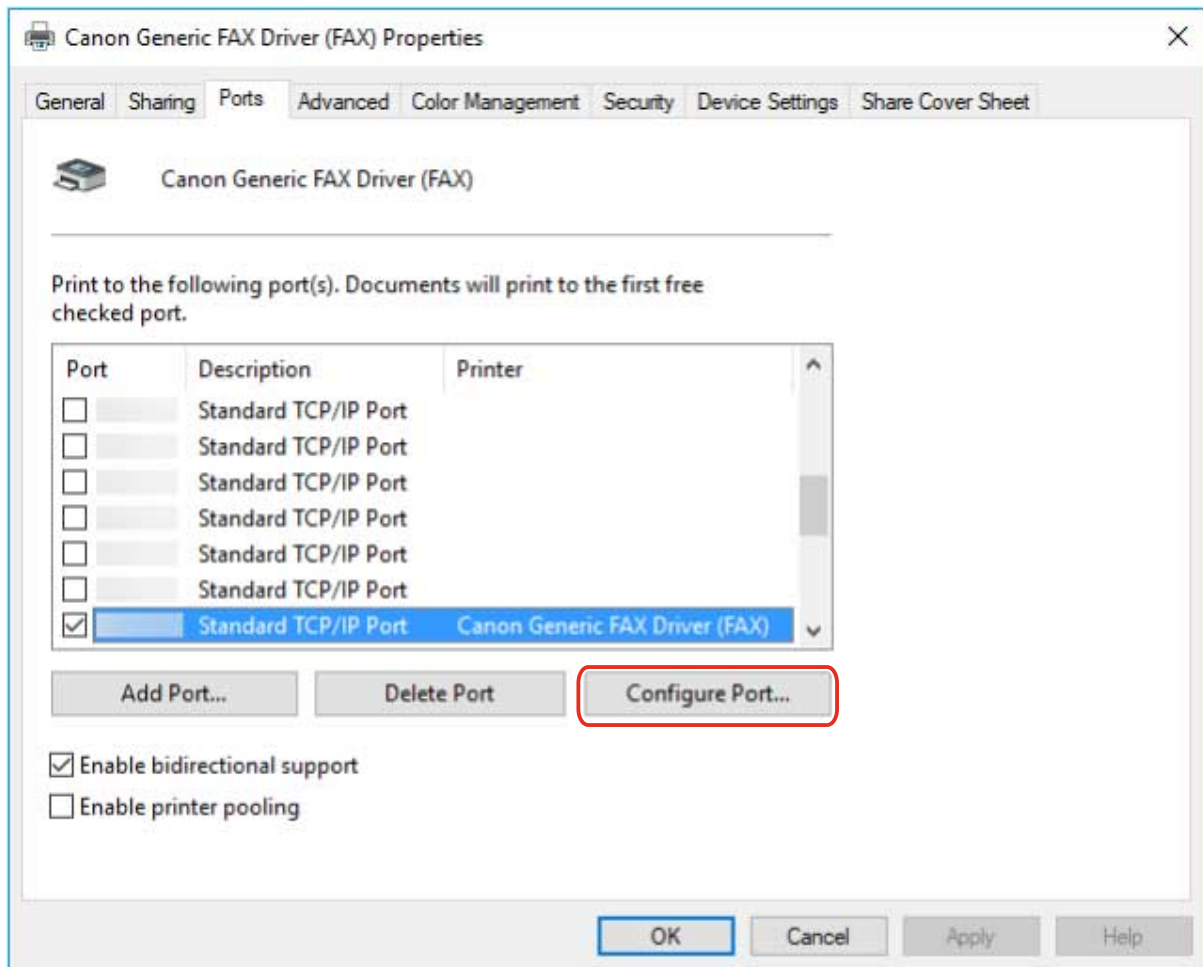 Canon Generic FAX Driver (FAX) Properties
General Sharing Ports Advanced Color Management Security Device Settings Share Cover Sheet
Canon Generic FAX Driver (FAX)
Print to the following port(s). Documents will print to the first free
checked port.
Port Description Printer
Standard TCP/IP Port
Standard TCP/IP Port
Standard TCP/IP Port
Standard TCP/IP Port
Standard TCP/IP Port
Standard TCP/IP Port
Standard TCP/IP Port Canon Generic FAX Driver (FAX)
Add Port... Delete Port Configure Port...
Enable bidirectional support
Enable printer pooling
OK Cancel Apply Help